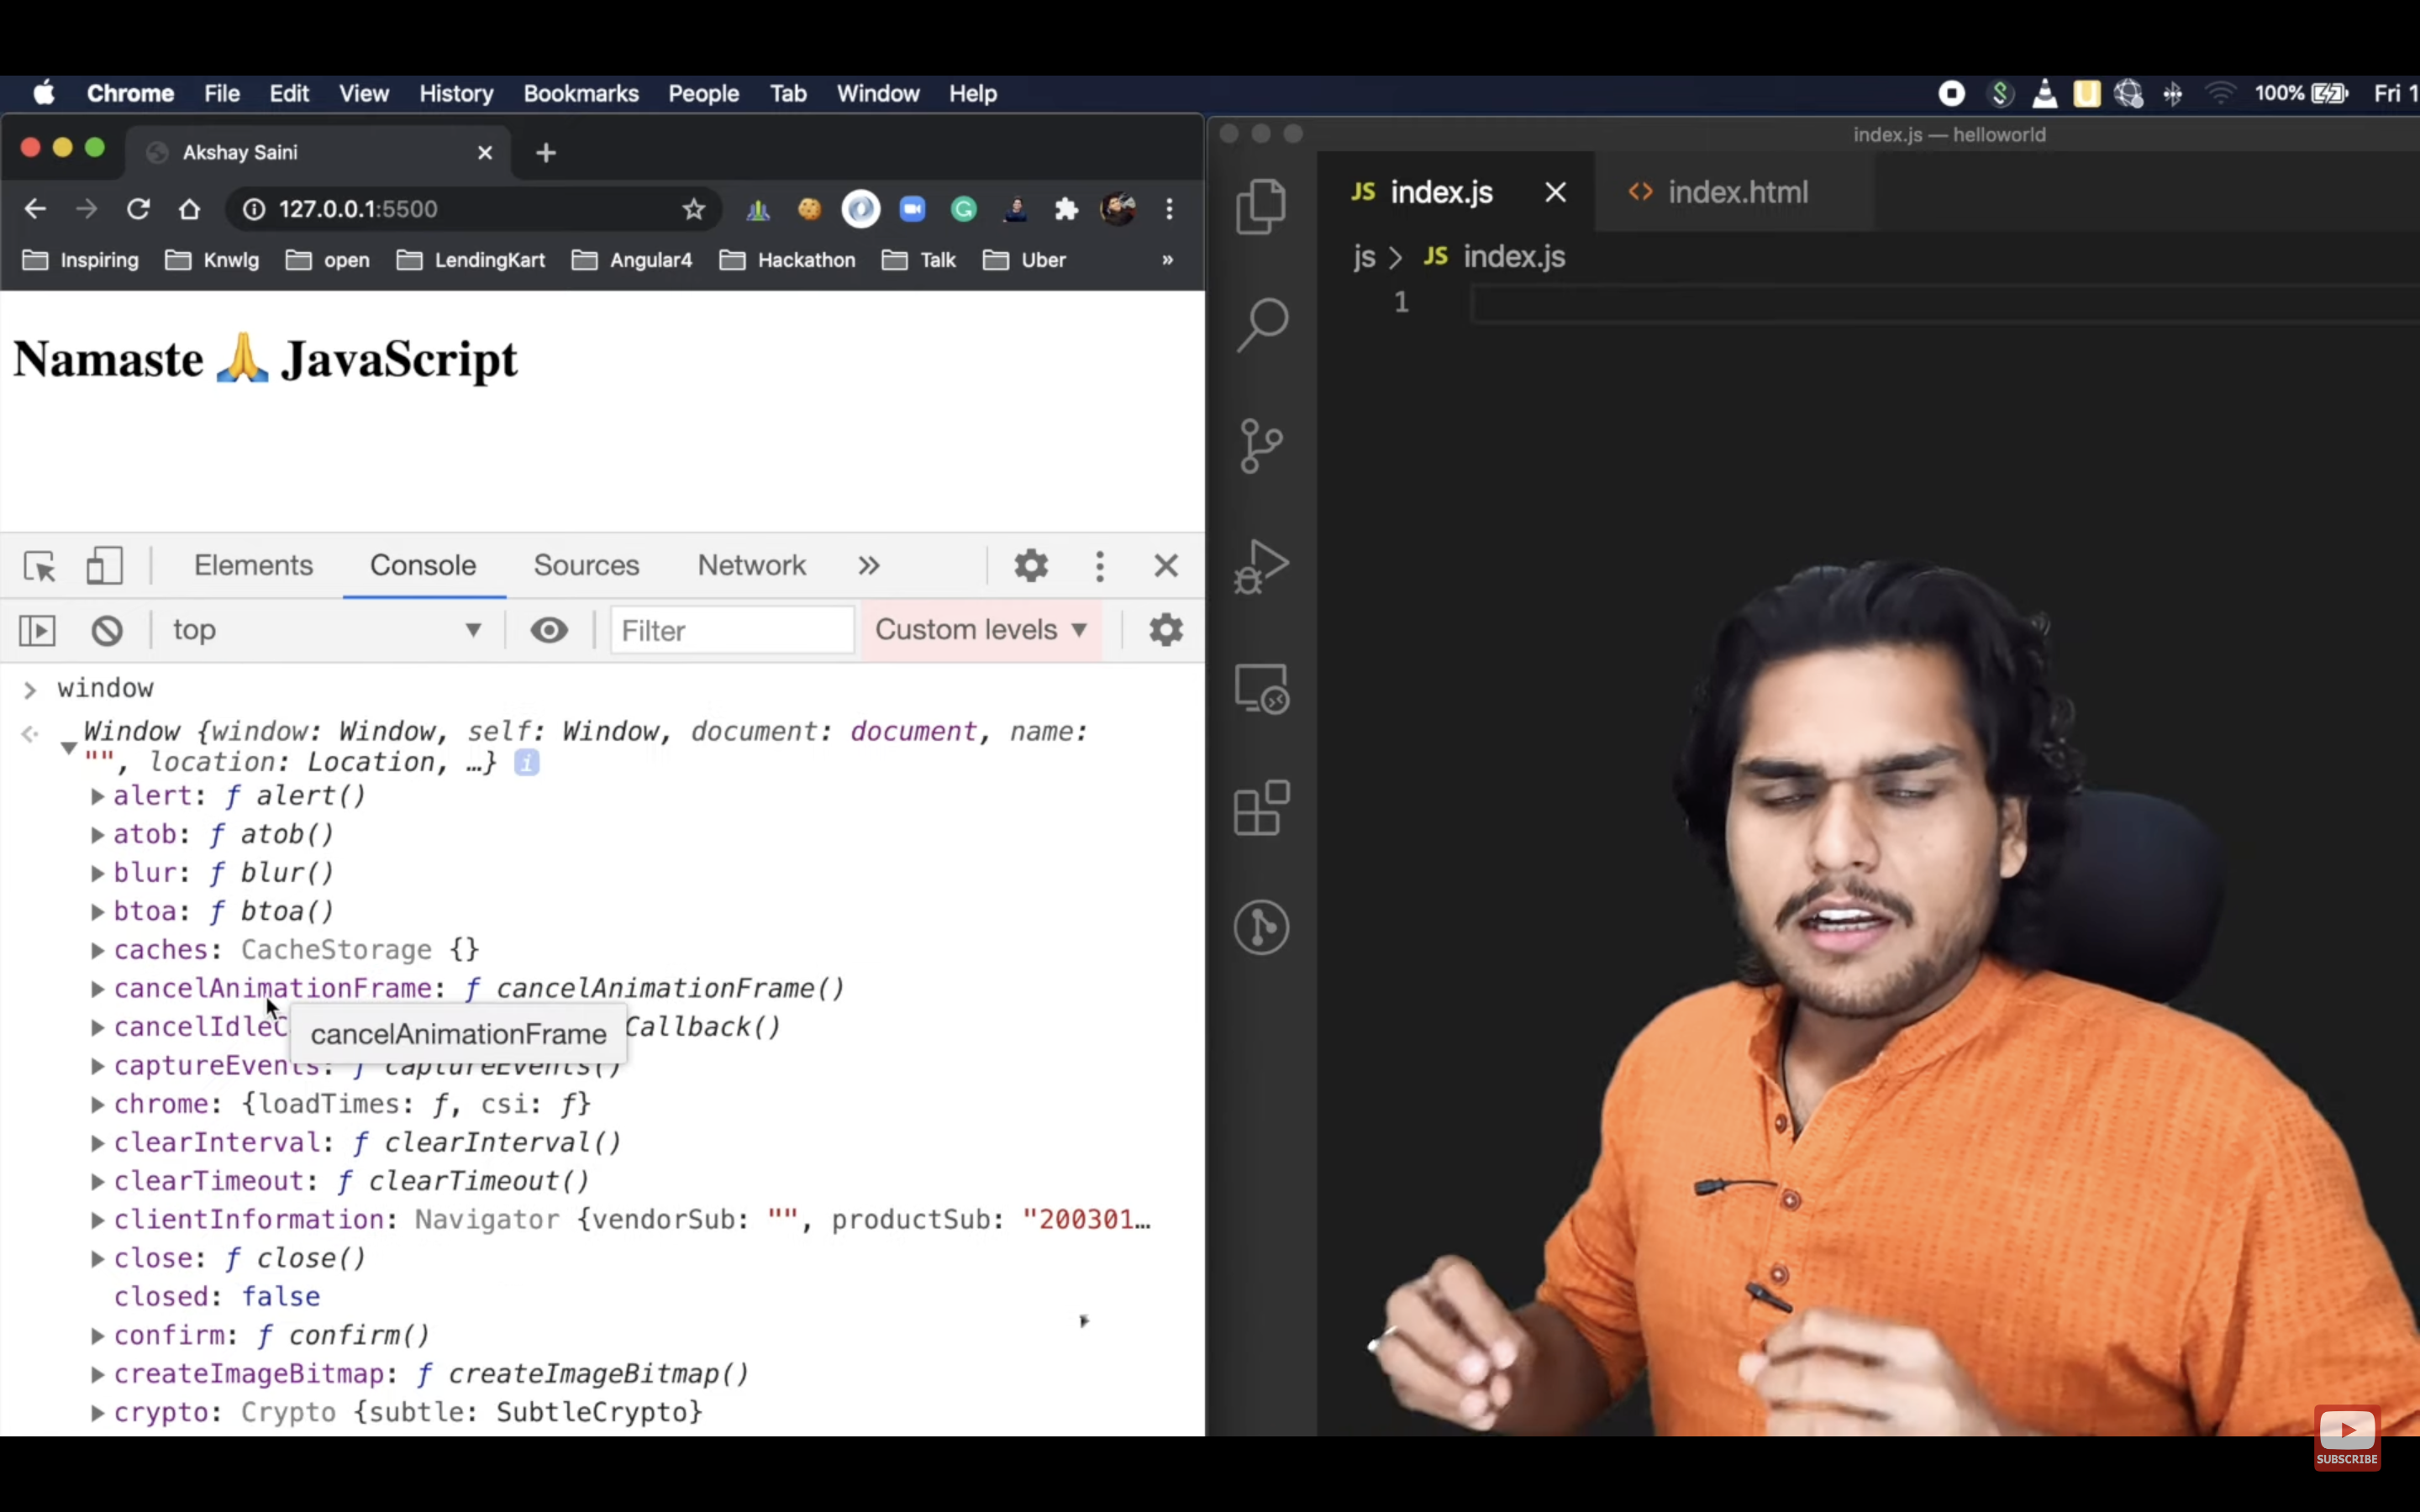 Chrome File Edit View History Bookmarks People Tab Window Help 100% Fri 1
Akshay Saini
127.0.0.1:5500
Inspiring Knwlg open LendingKart Angular4 Hackathon Talk Uber »
Namaste 🙏 JavaScript
Elements Console Sources Network »
top Filter Custom levels
window
Window {window: Window, self: Window, document: document, name:
"", location: Location, …}
alert: ƒ alert()
atob: ƒ atob()
blur: ƒ blur()
btoa: ƒ btoa()
caches: CacheStorage {}
cancelAnimationFrame: ƒ cancelAnimationFrame()
cancelIdleC Callback()
cancelAnimationFrame
captureEvents: ƒ captureEvents()
chrome: {loadTimes: ƒ, csi: ƒ}
clearInterval: ƒ clearInterval()
clearTimeout: ƒ clearTimeout()
clientInformation: Navigator {vendorSub: "", productSub: "200301…
close: ƒ close()
closed: false
confirm: ƒ confirm()
createImageBitmap: ƒ createImageBitmap()
crypto: Crypto {subtle: SubtleCrypto}
index.js — helloworld
JS index.js index.html
js > JS index.js
1
SUBSCRIBE